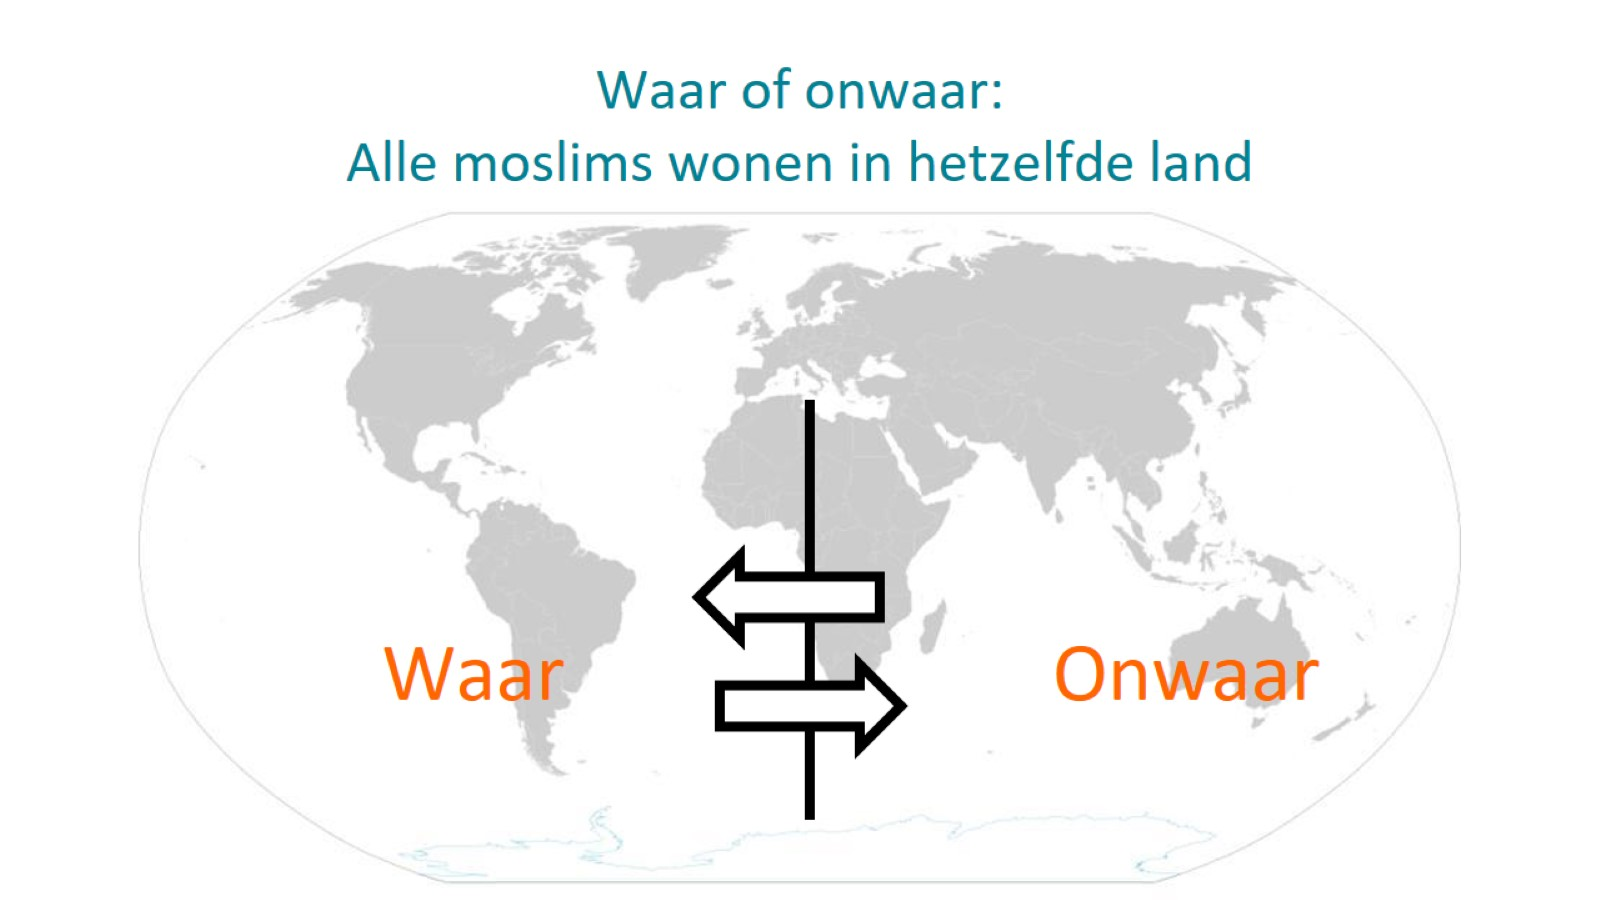 Waar of onwaar:
Alle moslims wonen in hetzelfde land
Waar
Onwaar